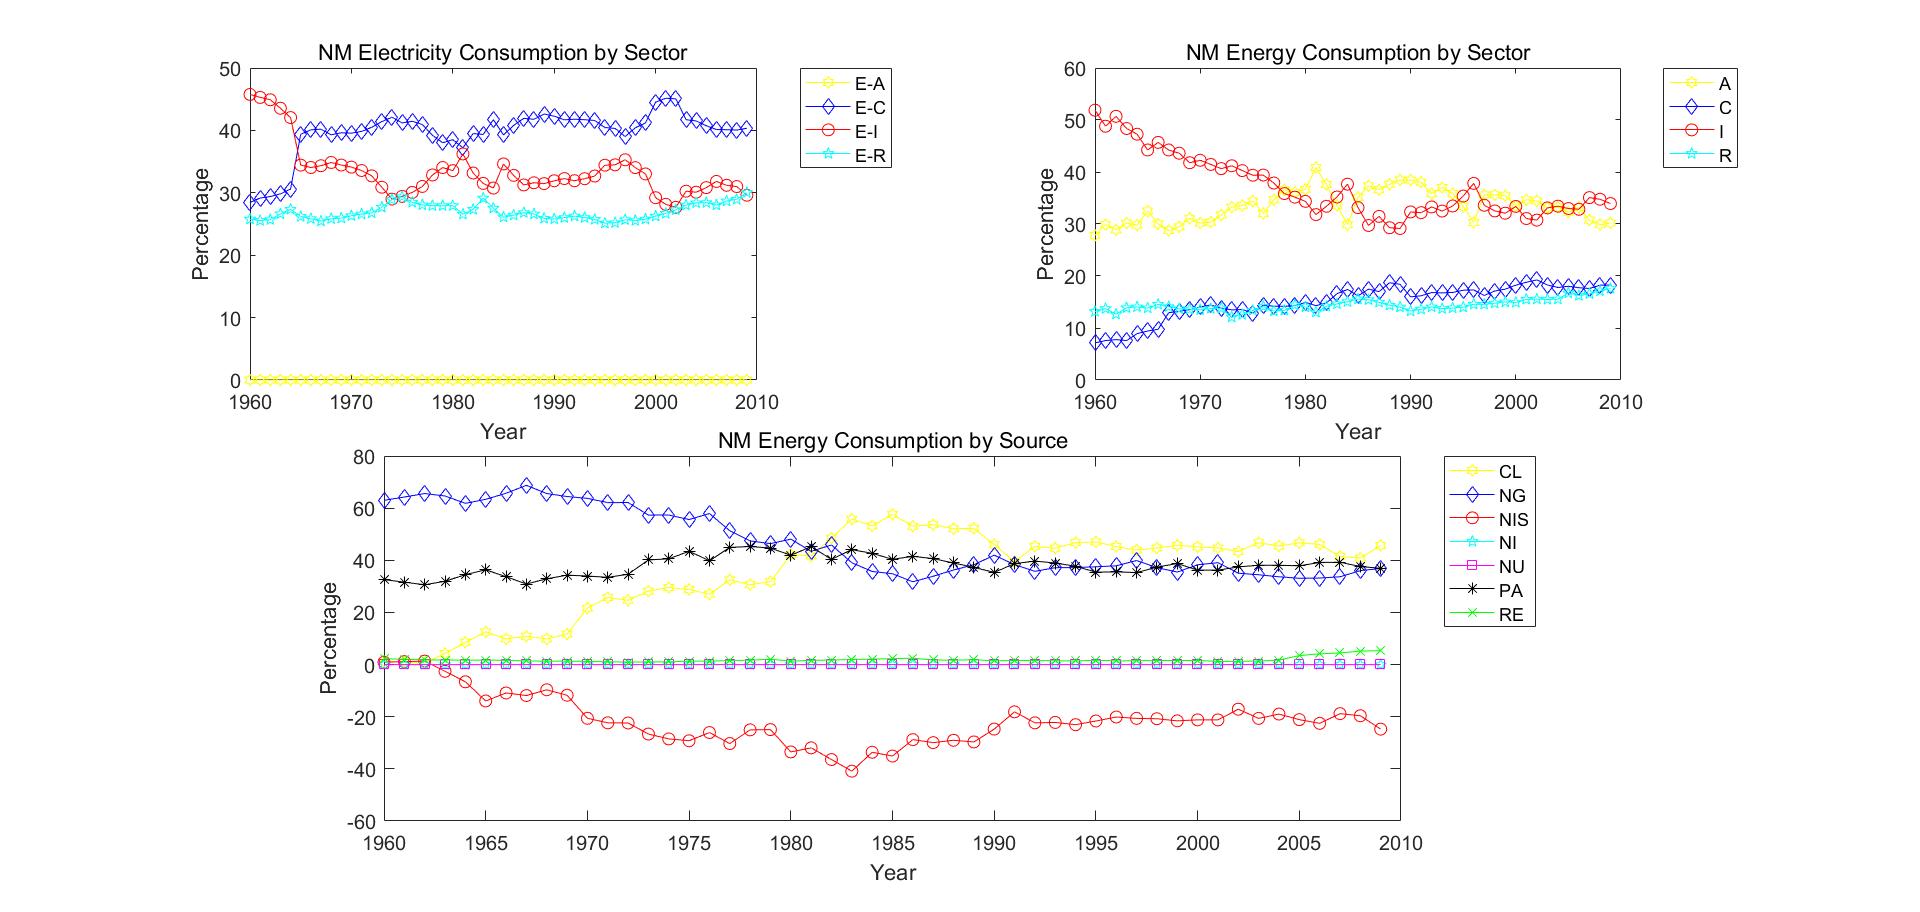 NM Electricity Consumption by Sector
50
40
30
20
10
0
Percentage
1960 1970 1980 1990 2000 2010
Year
E-A
E-C
E-I
E-R
NM Energy Consumption by Sector
60
50
40
30
20
10
0
Percentage
1960 1970 1980 1990 2000 2010
Year
A
C
I
R
NM Energy Consumption by Source
80
60
40
20
0
-20
-40
-60
Percentage
1960 1965 1970 1975 1980 1985 1990 1995 2000 2005 2010
Year
CL
NG
NIS
NI
NU
PA
RE